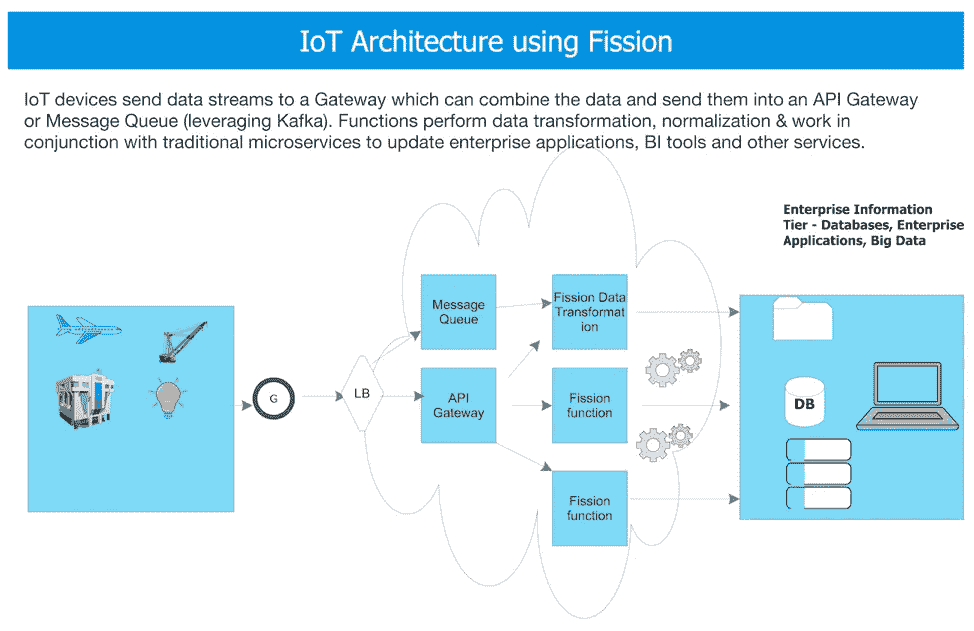 IoT Architecture using Fission
IoT devices send data streams to a Gateway which can combine the data and send them into an API Gateway
or Message Queue (leveraging Kafka). Functions perform data transformation, normalization & work in
conjunction with traditional microservices to update enterprise applications, BI tools and other services.
Enterprise Information
Tier - Databases, Enterprise
Applications, Big Data
Message
Queue
Fission Data
Transformat
ion
G
LB
API
Gateway
Fission
function
DB
Fission
function